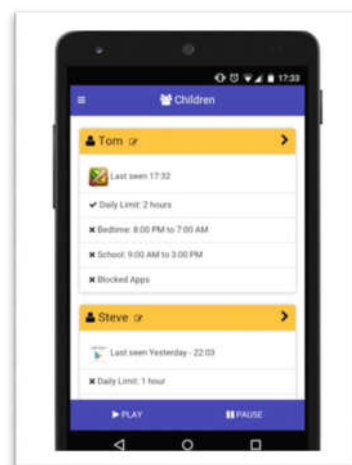 17:33
Children
Tom
Last seen 17:32
Daily Limit: 2 hours
Bedtime: 8:00 PM to 7:00 AM
School: 9:00 AM to 3:00 PM
Blocked Apps
Steve
Last seen Yesterday - 22:03
Daily Limit: 1 hour
PLAY PAUSE